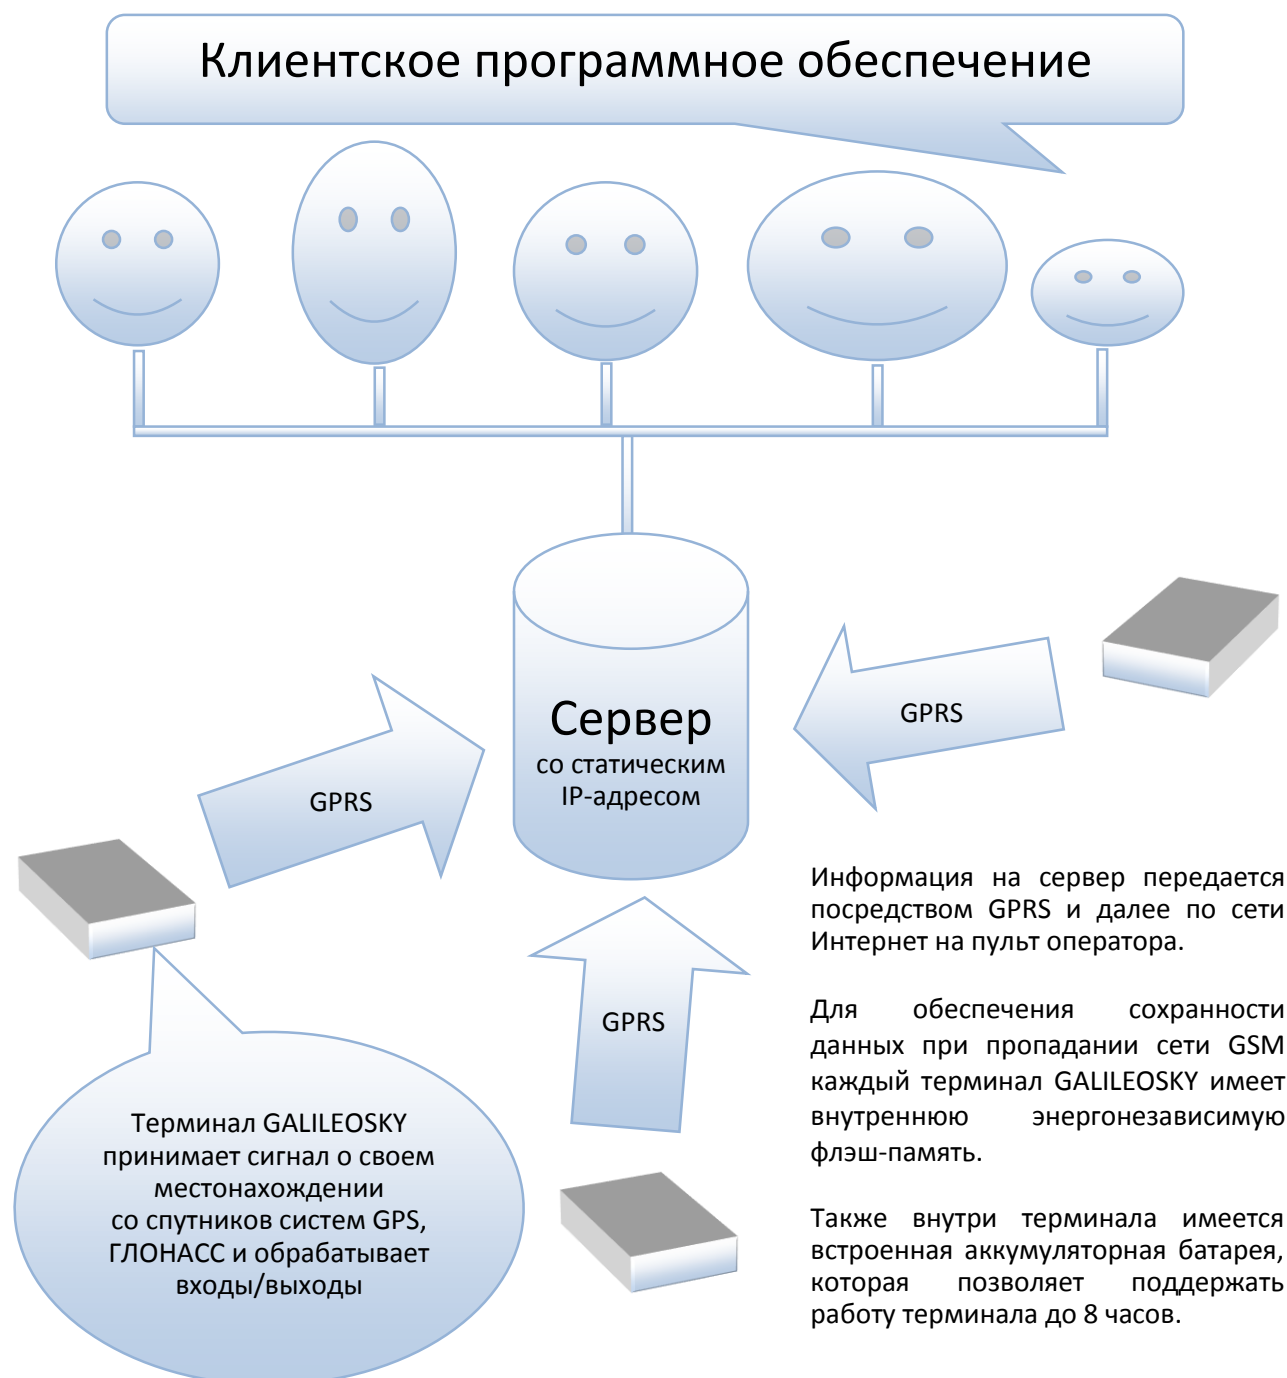 Клиентское программное обеспечение
Сервер
со статическим
IP-адресом
GPRS
GPRS
GPRS
Терминал GALILEOSKY
принимает сигнал о своем
местонахождении
со спутников систем GPS,
ГЛОНАСС и обрабатывает
входы/выходы
Информация на сервер передается
посредством GPRS и далее по сети
Интернет на пульт оператора.
Для обеспечения сохранности
данных при пропадании сети GSM
каждый терминал GALILEOSKY имеет
внутреннюю энергонезависимую
флэш-память.
Также внутри терминала имеется
встроенная аккумуляторная батарея,
которая позволяет поддержать
работу терминала до 8 часов.